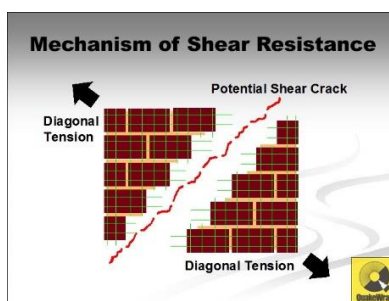 Mechanism of Shear Resistance
Potential Shear Crack
Diagonal
Tension
Diagonal Tension